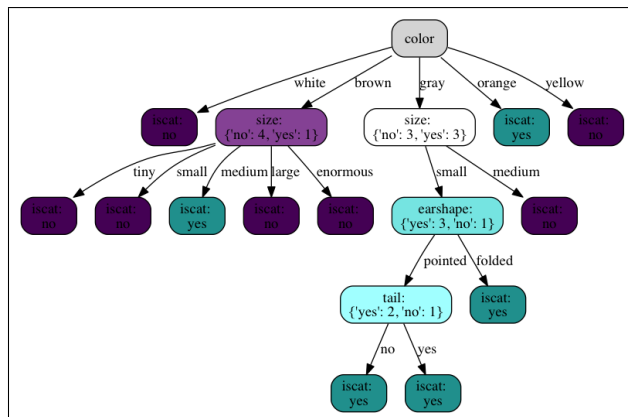 color
white
brown
gray
orange
yellow
iscat:
no
size:
{'no': 4, 'yes': 1}
size:
{'no': 3, 'yes': 3}
iscat:
yes
iscat:
no
tiny
small
medium
large
enormous
small
medium
iscat:
no
iscat:
no
iscat:
yes
iscat:
no
iscat:
no
earshape:
{'yes': 3, 'no': 1}
iscat:
no
pointed
folded
tail:
{'yes': 2, 'no': 1}
iscat:
yes
no
yes
iscat:
yes
iscat:
yes